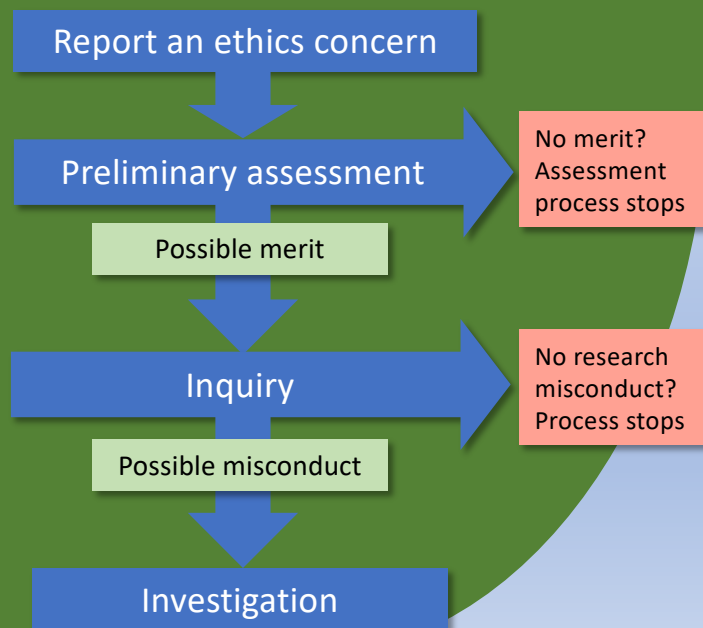 Report an ethics concern
Preliminary assessment
No merit?
Assessment
process stops
Possible merit
Inquiry
No research
misconduct?
Process stops
Possible misconduct
Investigation